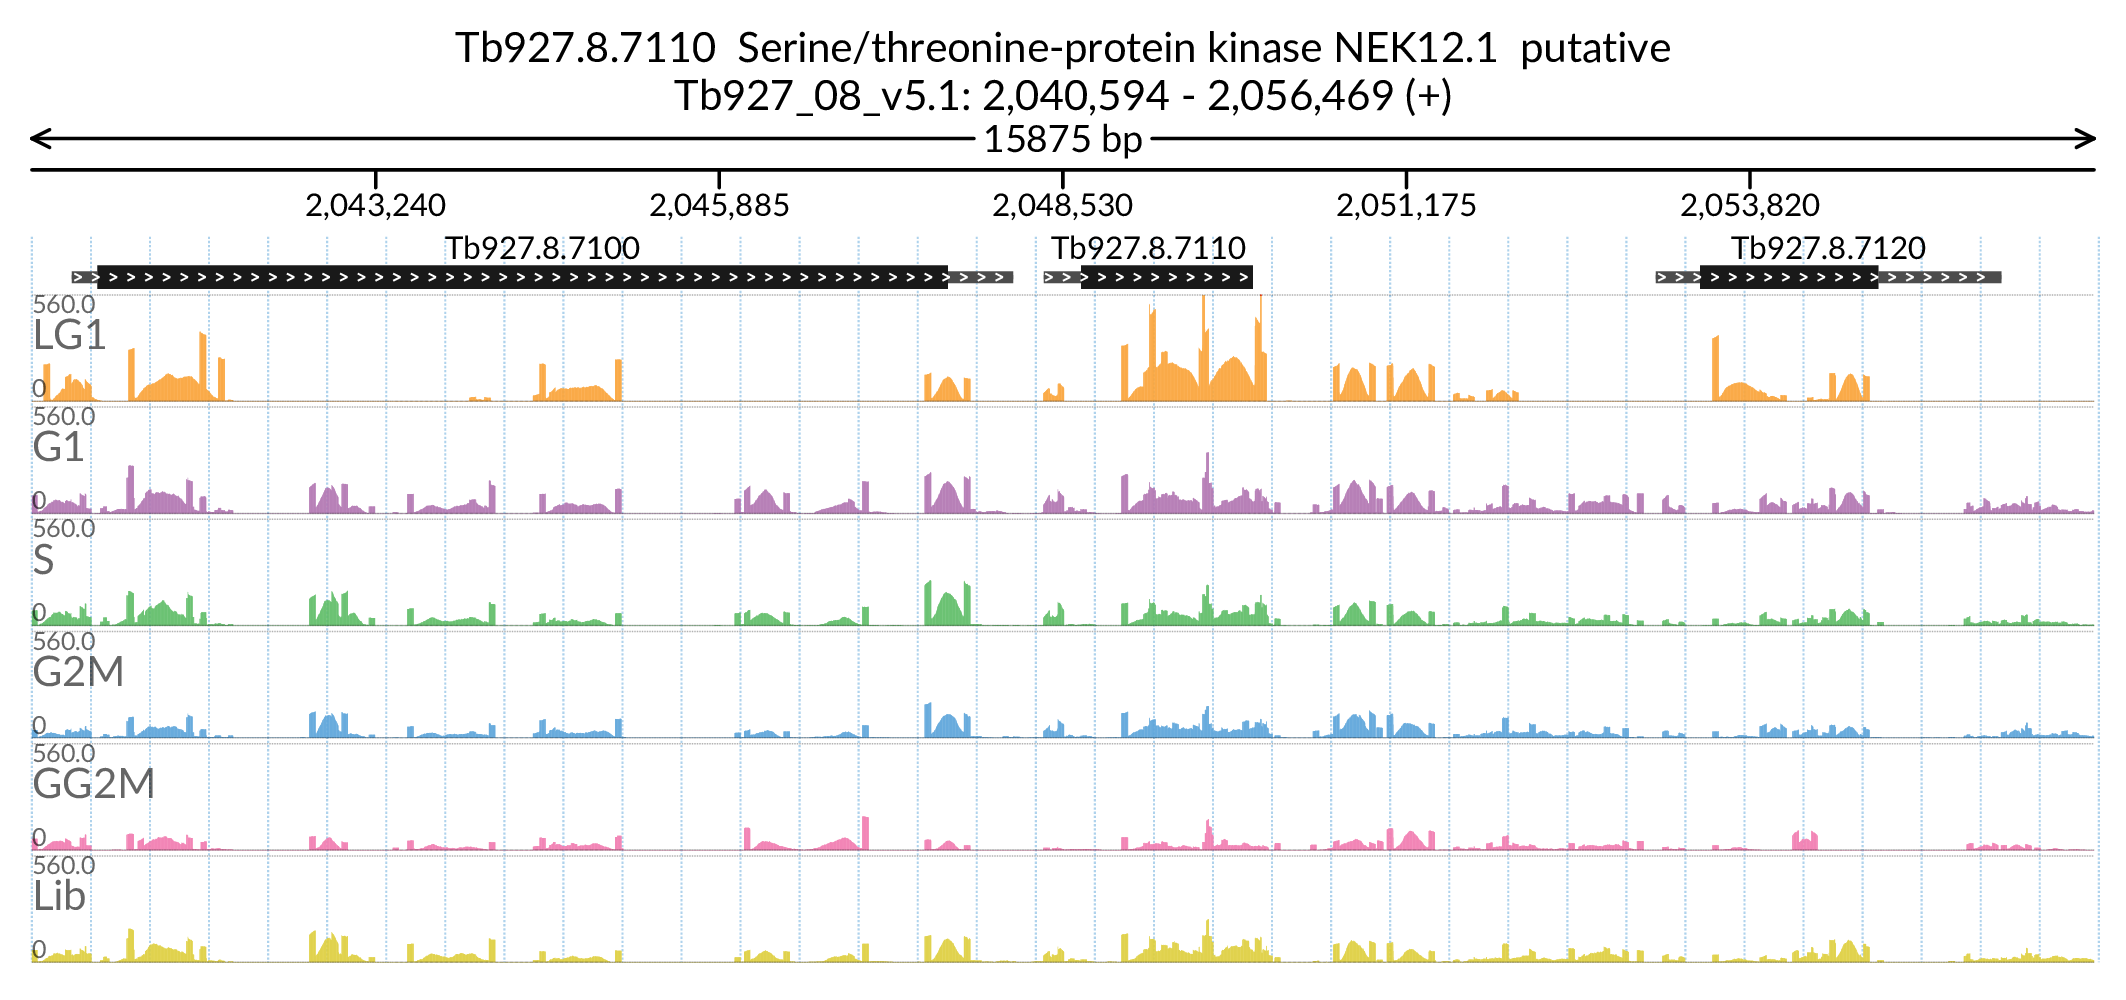 Tb927.8.7110  Serine/threonine-protein kinase NEK12.1  putative
Tb927_08_v5.1: 2,040,594 - 2,056,469 (+)
15875 bp
2,043,240 2,045,885 2,048,530 2,051,175 2,053,820
Tb927.8.7100 Tb927.8.7110 Tb927.8.7120
560.0
LG1
0
560.0
G1
0
560.0
S
0
560.0
G2M
0
560.0
GG2M
0
560.0
Lib
0